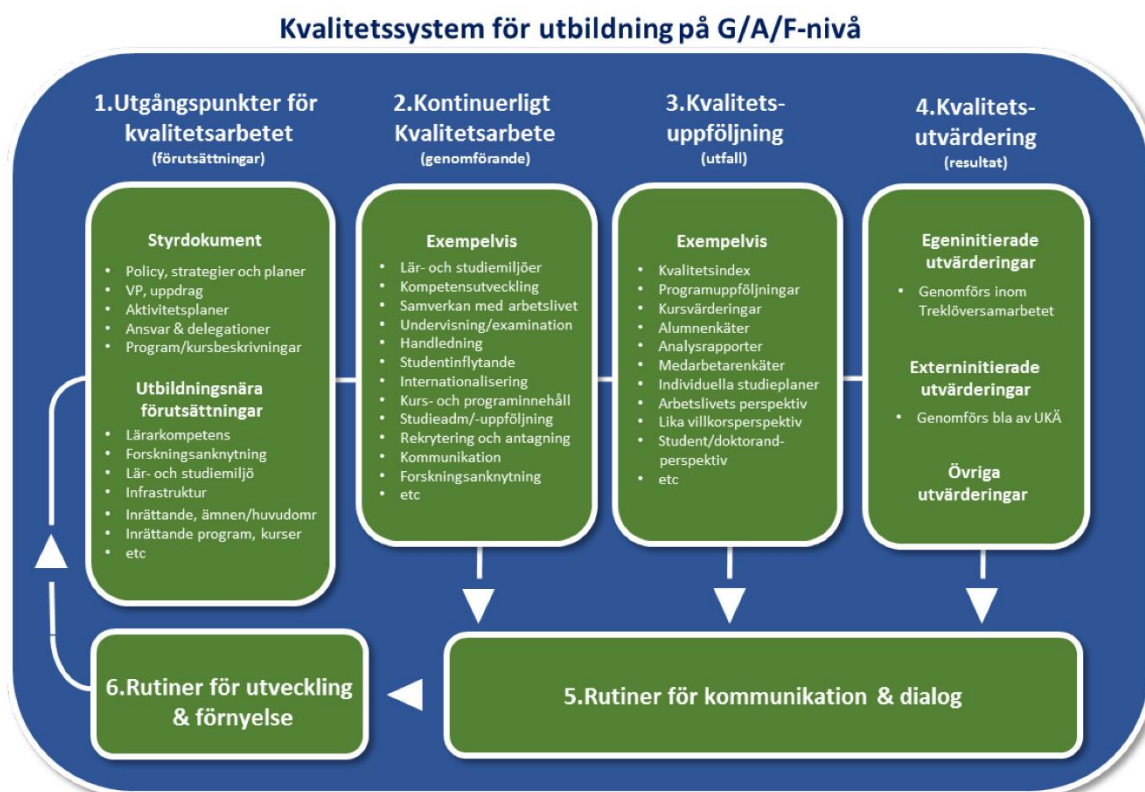 Kvalitetssystem för utbildning på G/A/F-nivå
1.Utgångspunkter för
kvalitetsarbetet
(förutsättningar)
Styrdokument
• Policy, strategier och planer
• VP, uppdrag
• Aktivitetsplaner
• Ansvar & delegationer
• Program/kursbeskrivningar
Utbildningsnära
förutsättningar
• Lärarkompetens
• Forskningsanknytning
• Lär- och studiemiljö
• Infrastruktur
• Inrättande, ämnen/huvudomr
• Inrättande program, kurser
• etc
2.Kontinuerligt
Kvalitetsarbete
(genomförande)
Exempelvis
• Lär- och studiemiljöer
• Kompetensutveckling
• Samverkan med arbetslivet
• Undervisning/examination
• Handledning
• Studentinflytande
• Internationalisering
• Kurs- och programinnehåll
• Studieadm/-uppföljning
• Rekrytering och antagning
• Kommunikation
• Forskningsanknytning
• etc
3.Kvalitets-
uppföljning
(utfall)
Exempelvis
• Kvalitetsindex
• Programuppföljningar
• Kursvärderingar
• Alumnenkäter
• Analysrapporter
• Medarbetarenkäter
• Individuella studieplaner
• Arbetslivets perspektiv
• Lika villkorsperspektiv
• Student/doktorand-
perspektiv
• etc
4.Kvalitets-
utvärdering
(resultat)
Egeninitierade
utvärderingar
• Genomförs inom
Treklöversamarbetet
Externinitierade
utvärderingar
• Genomförs bla av UKÄ
Övriga
utvärderingar
5.Rutiner för kommunikation & dialog
6.Rutiner för utveckling
& förnyelse